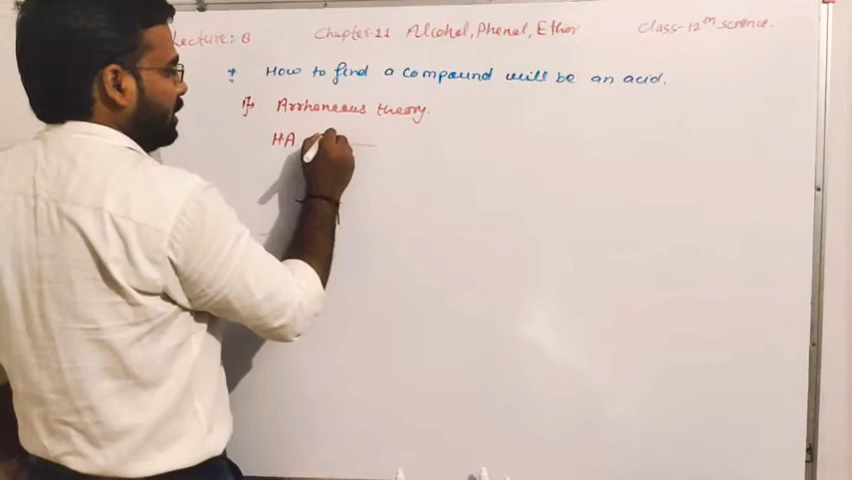 Lecture: 8 Chapter-11 Alcohol, Phenol, Ether Class-12th science.
* How to find a compound will be an acid.
1) Arrheneous theory.
HA